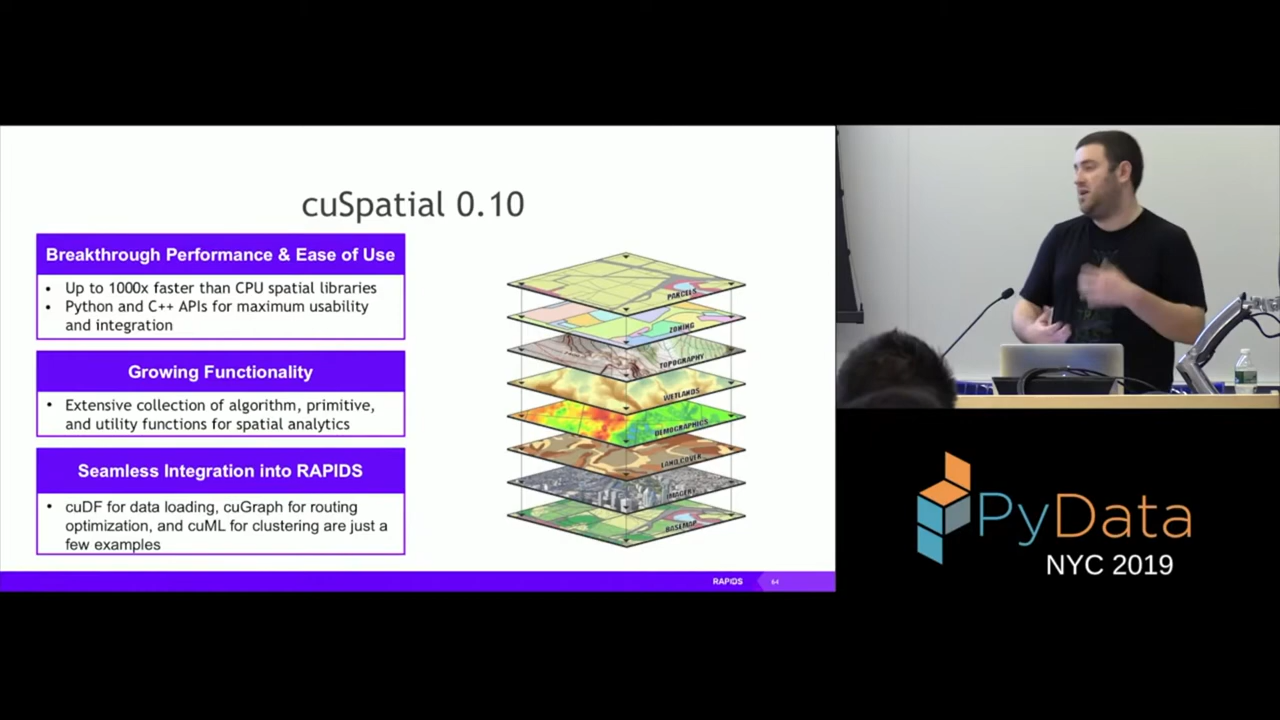 cuSpatial 0.10
Breakthrough Performance & Ease of Use
• Up to 1000x faster than CPU spatial libraries
• Python and C++ APIs for maximum usability
and integration
Growing Functionality
• Extensive collection of algorithm, primitive,
and utility functions for spatial analytics
Seamless Integration into RAPIDS
• cuDF for data loading, cuGraph for routing
optimization, and cuML for clustering are just a
few examples
PARCELS
ZONING
TOPOGRAPHY
WETLANDS
DEMOGRAPHICS
LAND COVER
IMAGERY
BASEMAP
RAPIDS
64
PyData
NYC 2019